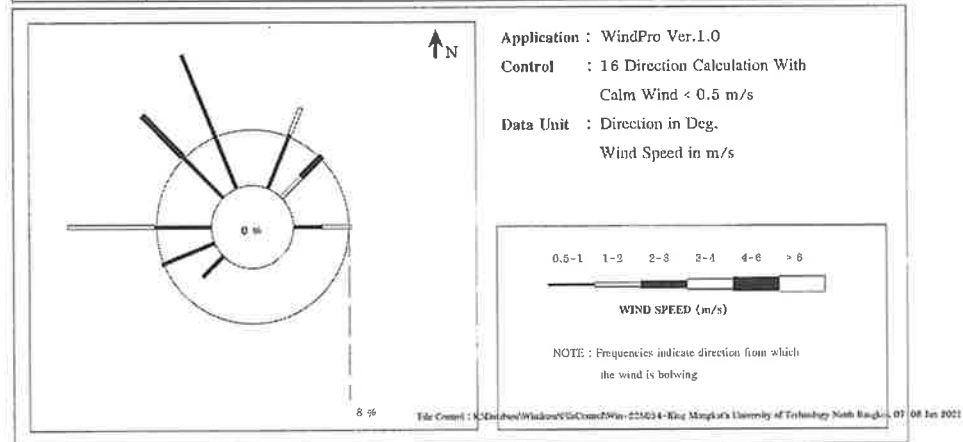 N
Application : WindPro Ver.1.0
Control : 16 Direction Calculation With
Calm Wind < 0.5 m/s
Data Unit : Direction in Deg.
Wind Speed in m/s
0 %
8 %
0.5-1 1-2 2-3 3-4 4-6 > 6
WIND SPEED (m/s)
NOTE : Frequencies indicate direction from which
the wind is bolwing
File Control : King Mongkut's University of Technology North Bangkok